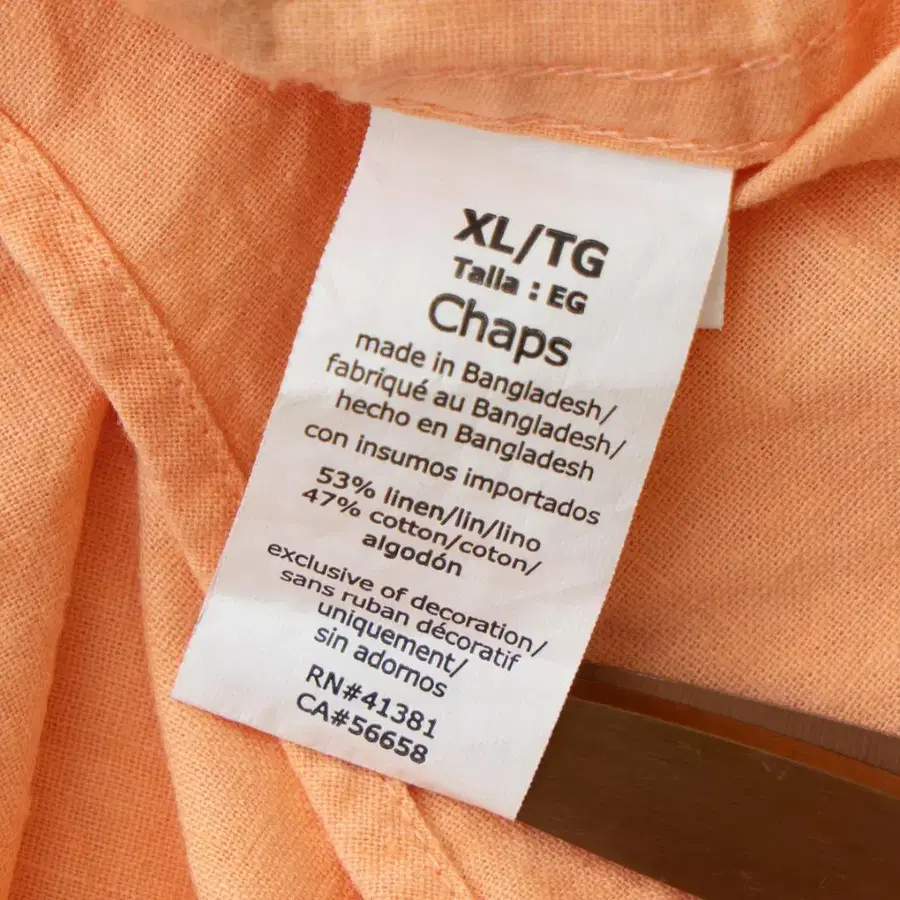 XL/TG
Talla : EG
Chaps
made in Bangladesh/
fabriqué au Bangladesh/
hecho en Bangladesh
con insumos importados
53% linen/lin/lino
47% cotton/coton/
algodón
exclusive of decoration/
sans ruban décoratif
uniquement/
sin adornos
RN#41381
CA#56658